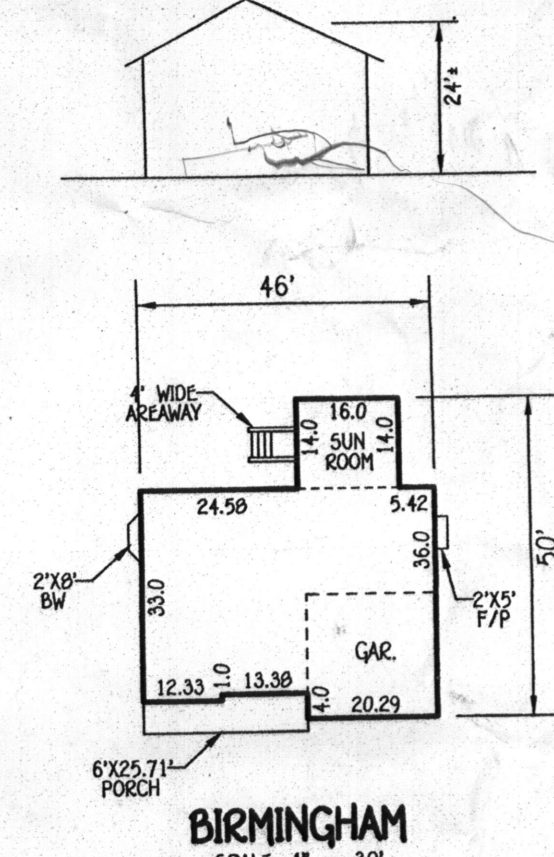 24'±
46'
4' WIDE
AREAWAY
16.0
14.0
14.0
SUN
ROOM
24.58
5.42
36.0
50'
2'X8'
BW
33.0
2'X5'
F/P
GAR.
12.33
1.0
13.38
4.0
20.29
6'X25.71'
PORCH
BIRMINGHAM